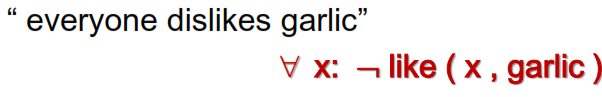 “ everyone dislikes garlic”
∀ x: ¬ like ( x , garlic )